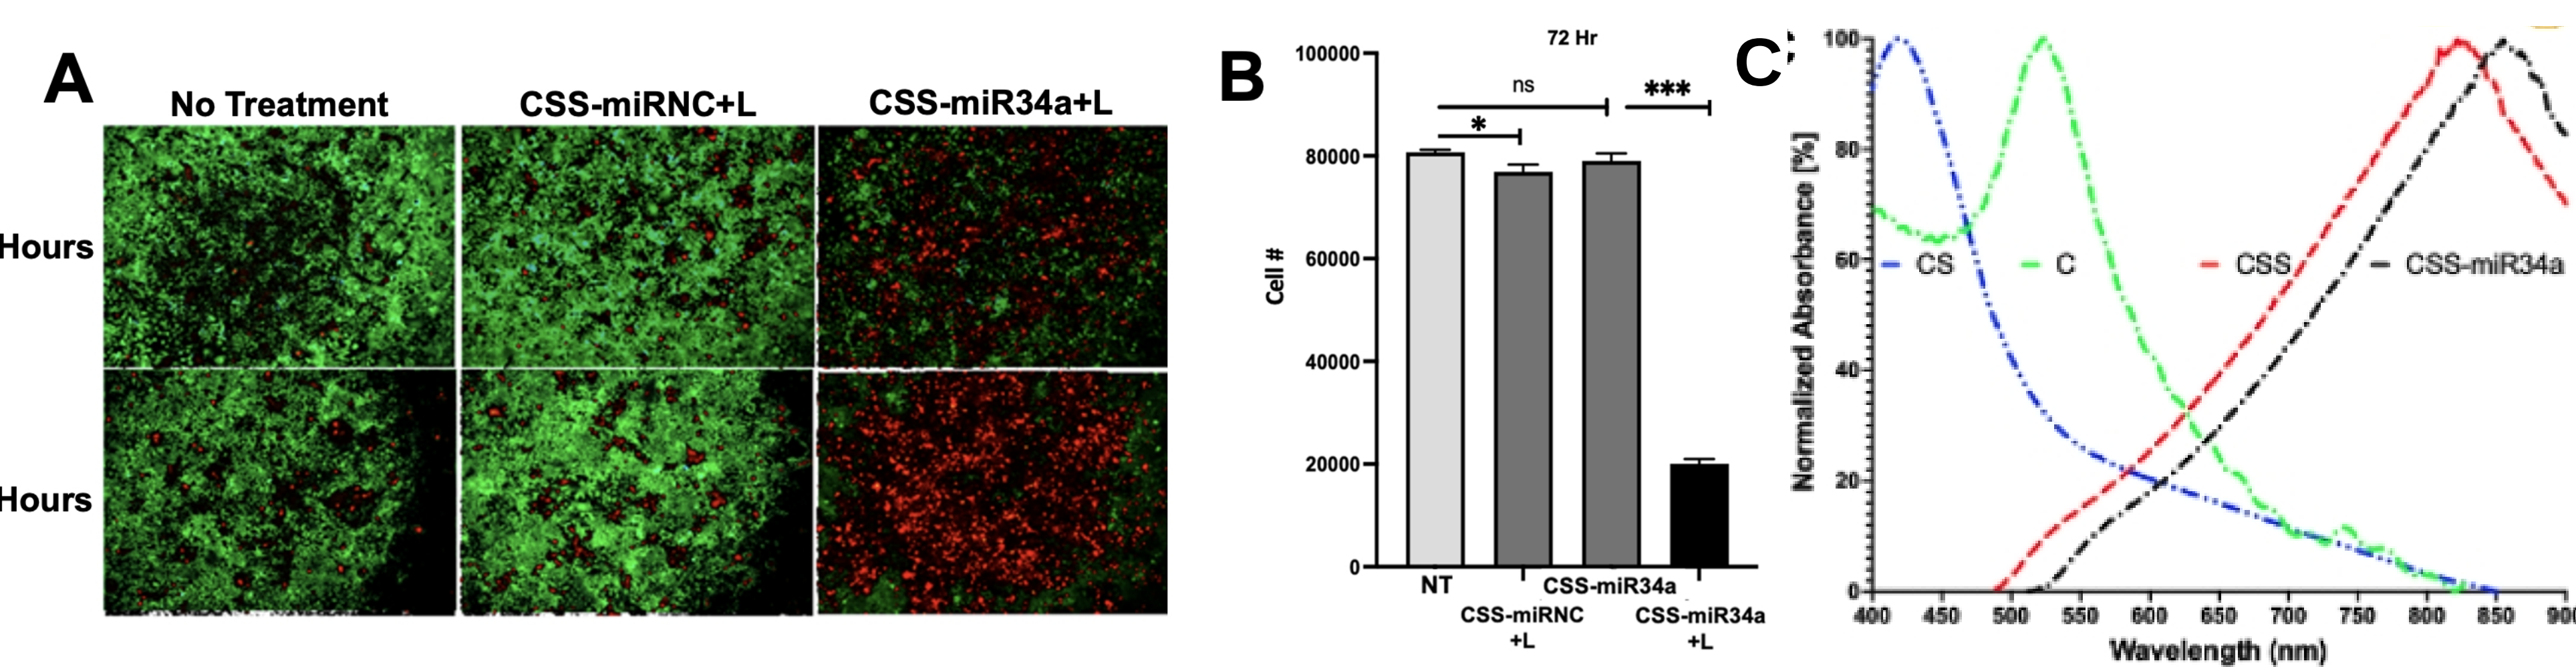 A
No Treatment
CSS-miRNC+L
CSS-miR34a+L
Hours
Hours
B
72 Hr
ns
***
*
Cell #
100000
80000
60000
40000
20000
0
NT
CSS-miRNC
+L
CSS-miR34a
CSS-miR34a
+L
C
Normalized Absorbance [%]
100
80
60
40
20
0
CS
C
CSS
CSS-miR34a
400 450 500 550 600 650 700 750 800 850 900
Wavelength (nm)